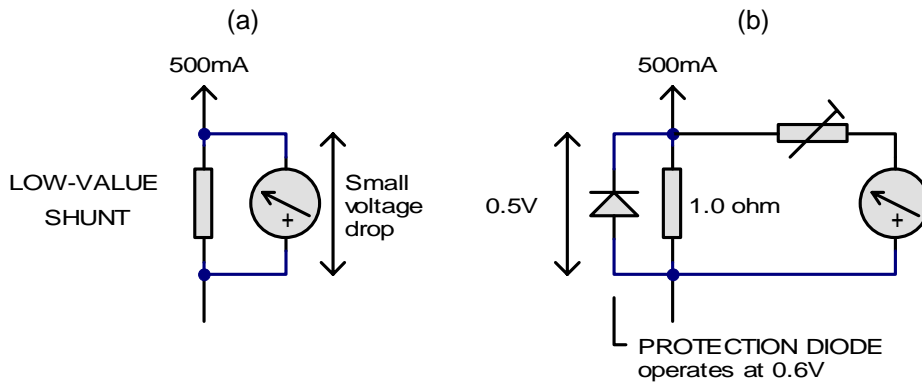 (a)
500mA
LOW-VALUE
SHUNT
+
Small
voltage
drop
(b)
500mA
0.5V
1.0 ohm
+
PROTECTION DIODE
operates at 0.6V